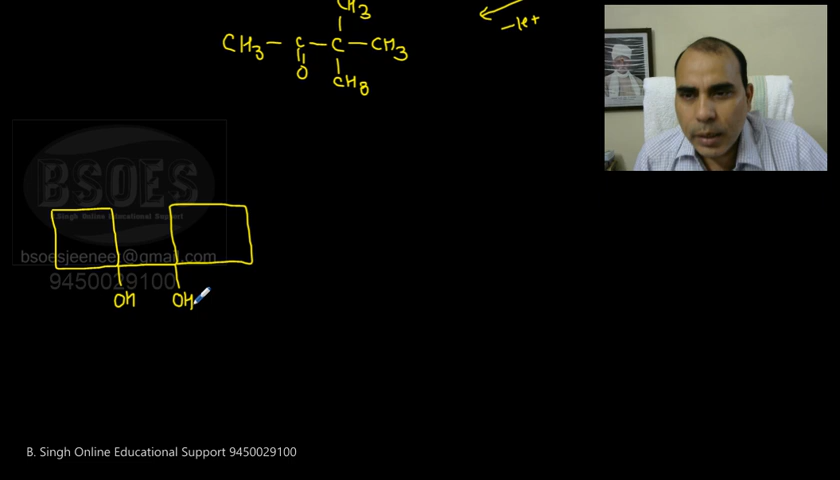 CH3
CH3 – C – C – CH3
–H+
O
CH3
BSOES
Singh Online Educational Support
bsoesjeeneet@gmail.com
9450029100
OH OH
B. Singh Online Educational Support 9450029100